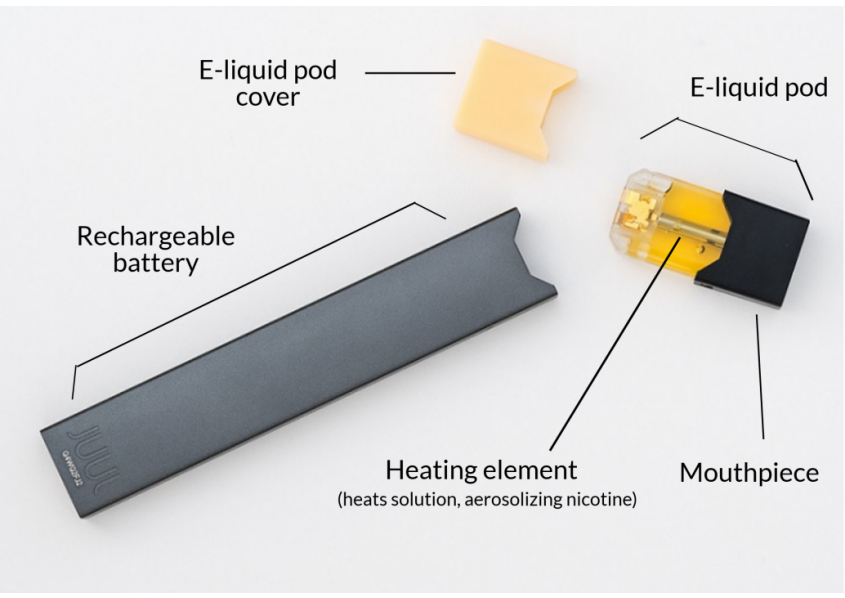 E-liquid pod
cover
E-liquid pod
Rechargeable
battery
JUUL
Heating element
(heats solution, aerosolizing nicotine)
Mouthpiece